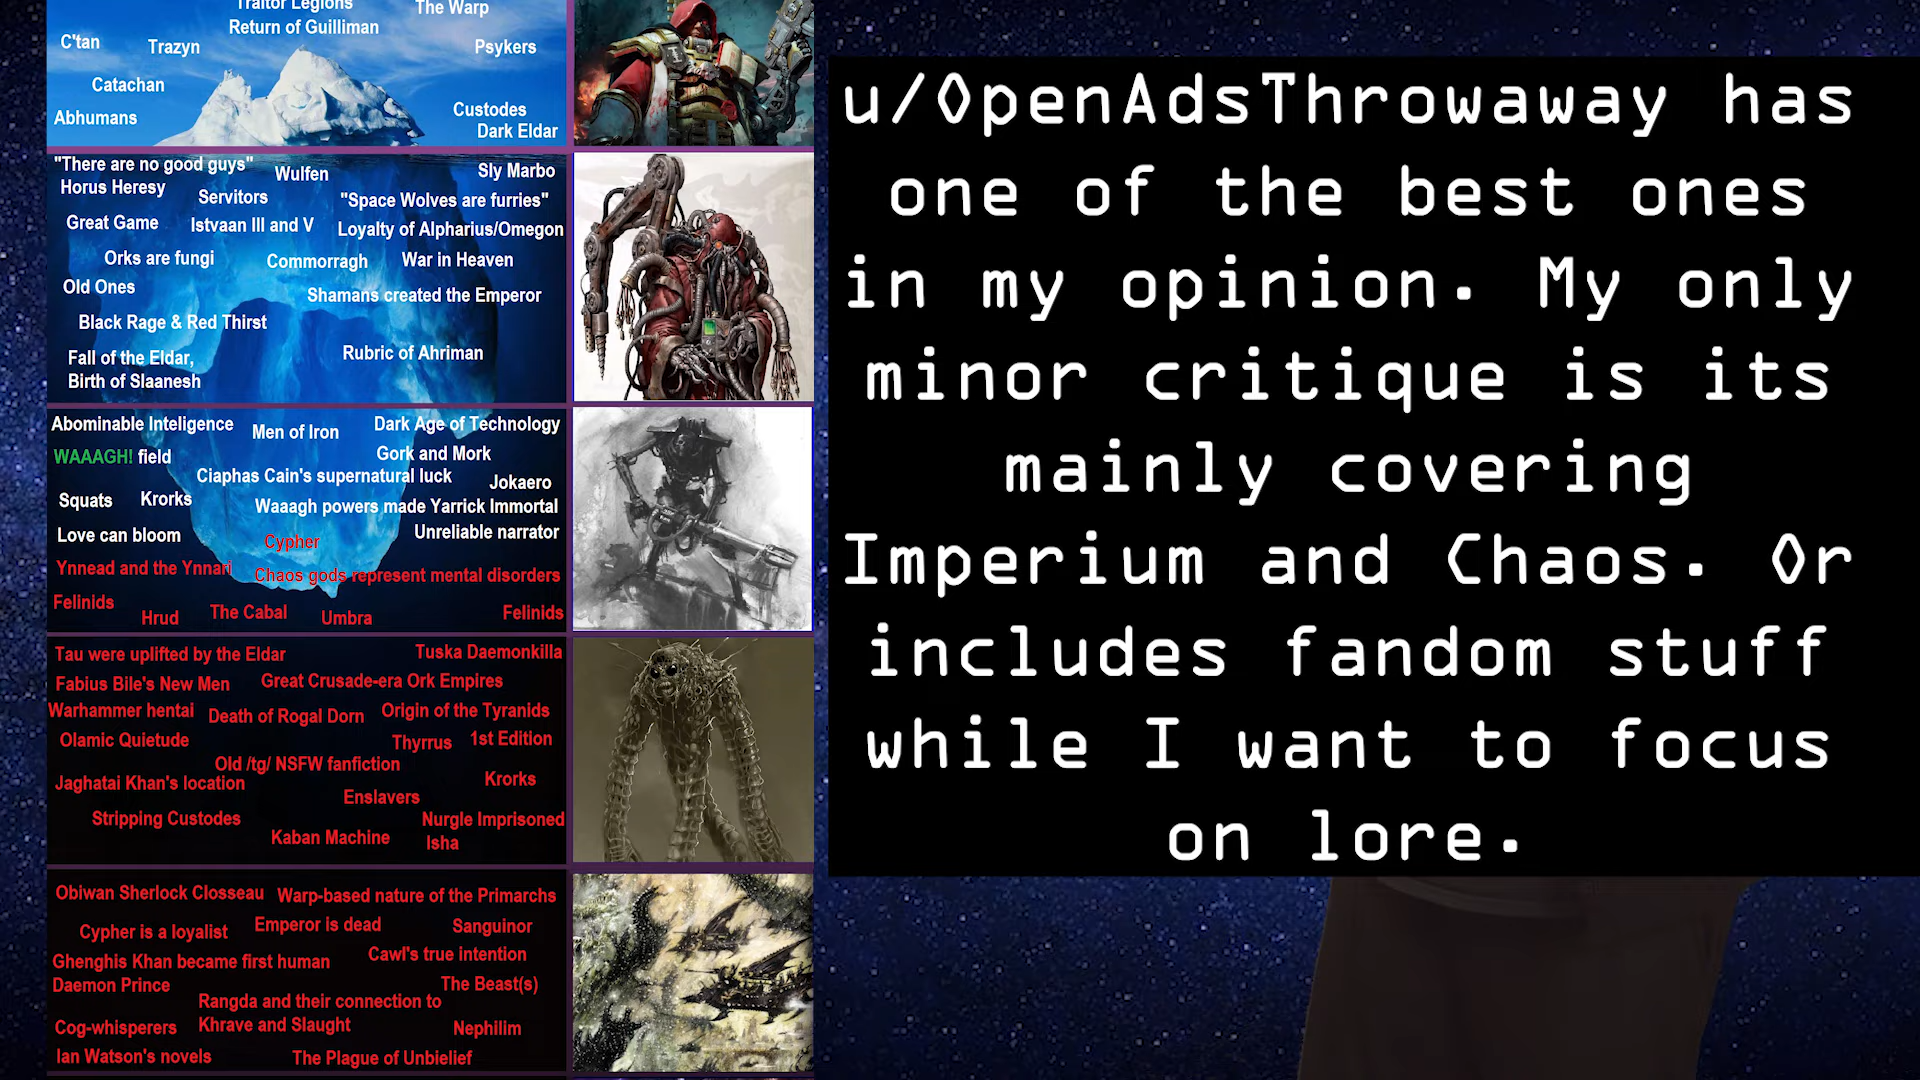 Traitor Legions
The Warp
Return of Guilliman
C'tan
Trazyn
Psykers
Catachan
Custodes
Abhumans
Dark Eldar
"There are no good guys"
Wulfen
Sly Marbo
Horus Heresy
Servitors
"Space Wolves are furries"
Great Game
Istvaan III and V
Loyalty of Alpharius/Omegon
Orks are fungi
Commorragh
War in Heaven
Old Ones
Shamans created the Emperor
Black Rage & Red Thirst
Fall of the Eldar,
Birth of Slaanesh
Rubric of Ahriman
Abominable Inteligence
Men of Iron
Dark Age of Technology
WAAAGH! field
Gork and Mork
Ciaphas Cain's supernatural luck
Jokaero
Squats
Krorks
Waaagh powers made Yarrick Immortal
Love can bloom
Unreliable narrator
Cypher
Ynnead and the Ynnari
Chaos gods represent mental disorders
Felinids
Hrud
The Cabal
Umbra
Felinids
Tau were uplifted by the Eldar
Tuska Daemonkilla
Fabius Bile's New Men
Great Crusade-era Ork Empires
Warhammer hentai
Death of Rogal Dorn
Origin of the Tyranids
Olamic Quietude
Thyrrus
1st Edition
Old /tg/ NSFW fanfiction
Jaghatai Khan's location
Krorks
Enslavers
Stripping Custodes
Nurgle Imprisoned
Isha
Kaban Machine
Obiwan Sherlock Closseau
Warp-based nature of the Primarchs
Cypher is a loyalist
Emperor is dead
Sanguinor
Ghenghis Khan became first human
Daemon Prince
Cawl's true intention
The Beast(s)
Rangda and their connection to
Khrave and Slaught
Cog-whisperers
Nephilim
Ian Watson's novels
The Plague of Unbielief
u/OpenAdsThrowaway has
one of the best ones
in my opinion. My only
minor critique is its
mainly covering
Imperium and Chaos. Or
includes fandom stuff
while I want to focus
on lore.